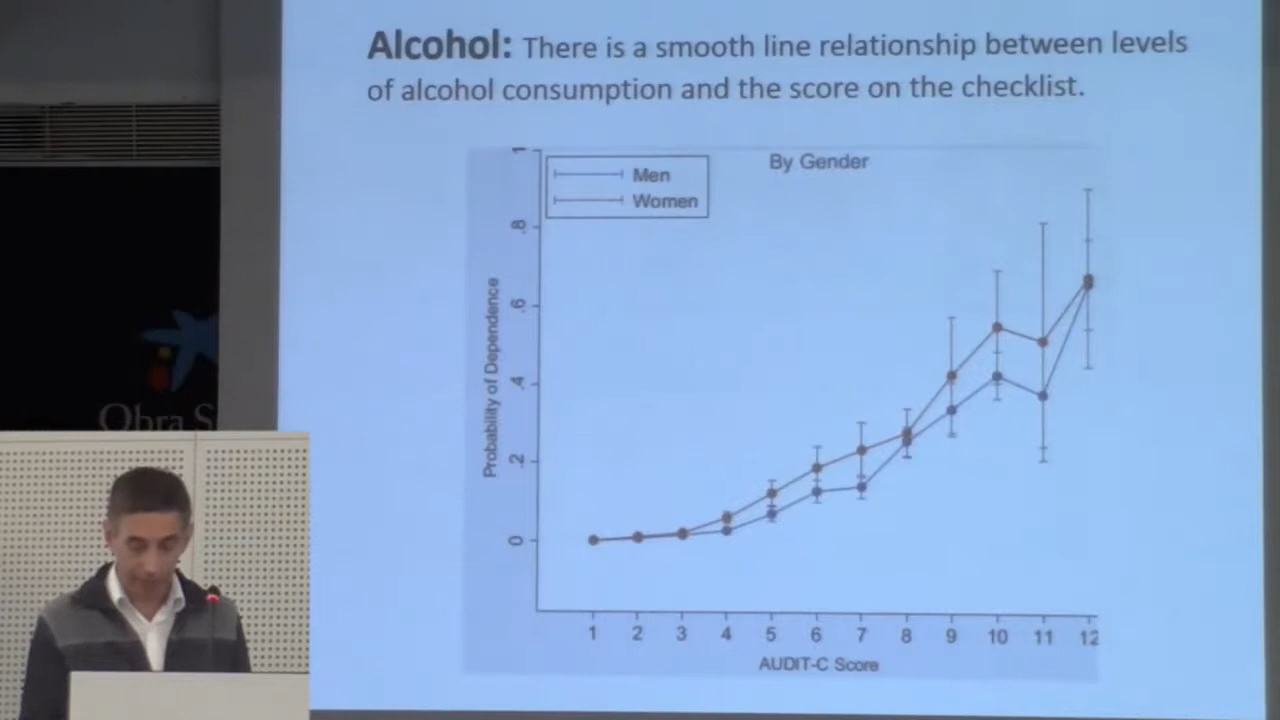 Alcohol: There is a smooth line relationship between levels
of alcohol consumption and the score on the checklist.
By Gender
Men
Women
1
.8
.6
.4
.2
0
Probability of Dependence
1 2 3 4 5 6 7 8 9 10 11 12
AUDIT-C Score
Obra S